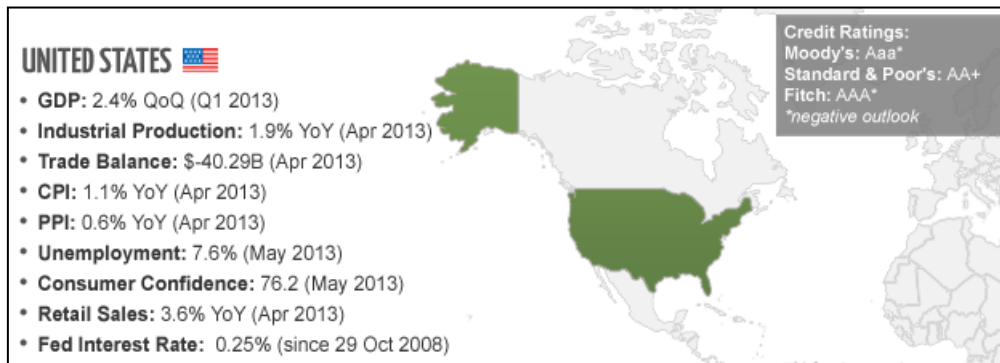 UNITED STATES
• GDP: 2.4% QoQ (Q1 2013)
• Industrial Production: 1.9% YoY (Apr 2013)
• Trade Balance: $-40.29B (Apr 2013)
• CPI: 1.1% YoY (Apr 2013)
• PPI: 0.6% YoY (Apr 2013)
• Unemployment: 7.6% (May 2013)
• Consumer Confidence: 76.2 (May 2013)
• Retail Sales: 3.6% YoY (Apr 2013)
• Fed Interest Rate: 0.25% (since 29 Oct 2008)
Credit Ratings:
Moody's: Aaa*
Standard & Poor's: AA+
Fitch: AAA*
*negative outlook